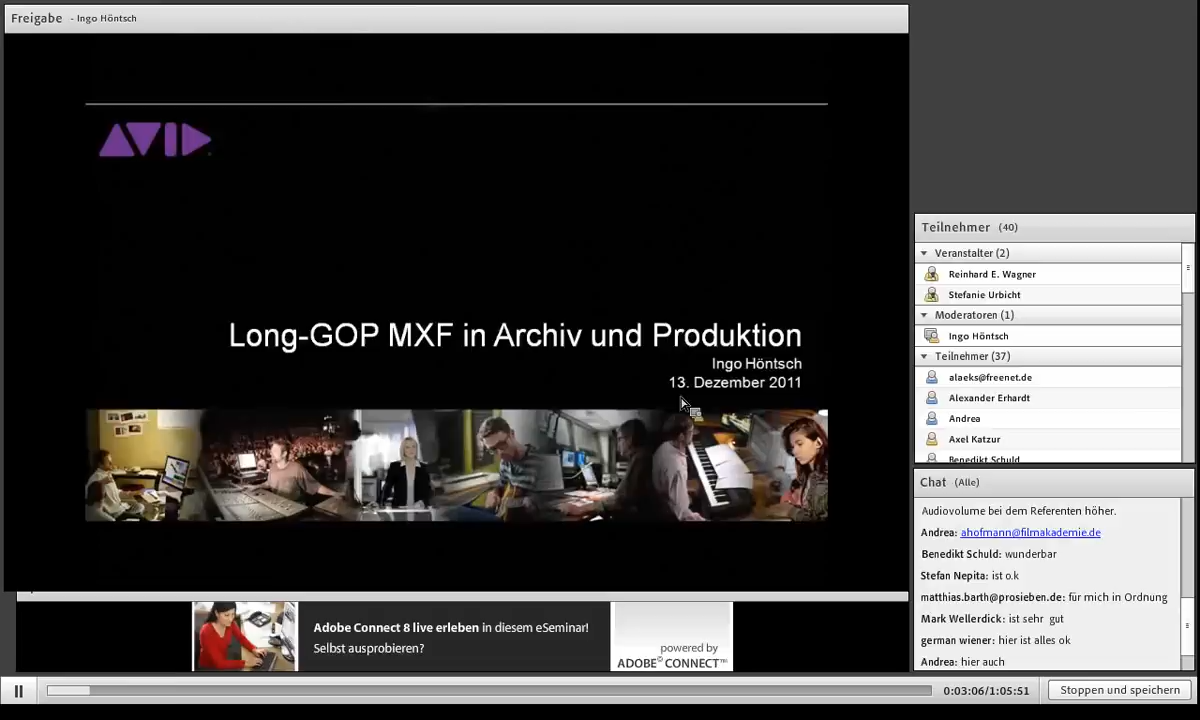 Freigabe - Ingo Höntsch
AVID
Long-GOP MXF in Archiv und Produktion
Ingo Höntsch
13. Dezember 2011
Adobe Connect 8 live erleben in diesem eSeminar!
Selbst ausprobieren?
powered by
ADOBE® CONNECT™
Teilnehmer (40)
Veranstalter (2)
Reinhard E. Wagner
Stefanie Urbicht
Moderatoren (1)
Ingo Höntsch
Teilnehmer (37)
alaeks@freenet.de
Alexander Erhardt
Andrea
Axel Katzur
Benedikt Schuld
Chat (Alle)
Audiovolume bei dem Referenten höher.
Andrea: ahofmann@filmakademie.de
Benedikt Schuld: wunderbar
Stefan Nepita: ist o.k
matthias.barth@prosieben.de: für mich in Ordnung
Mark Wellerdick: ist sehr gut
german wiener: hier ist alles ok
Andrea: hier auch
0:03:06/1:05:51
Stoppen und speichern